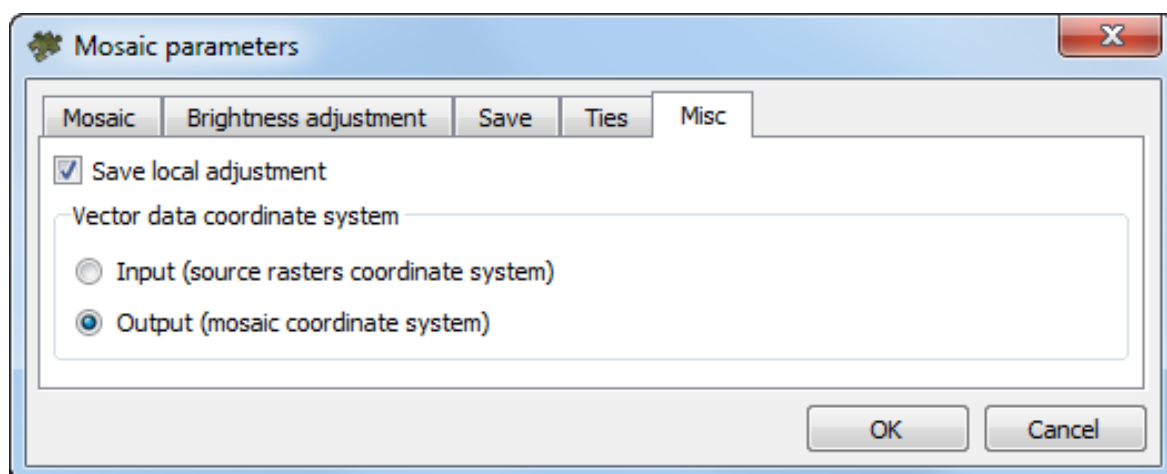 Mosaic parameters
Mosaic Brightness adjustment Save Ties Misc
Save local adjustment
Vector data coordinate system
Input (source rasters coordinate system)
Output (mosaic coordinate system)
OK Cancel